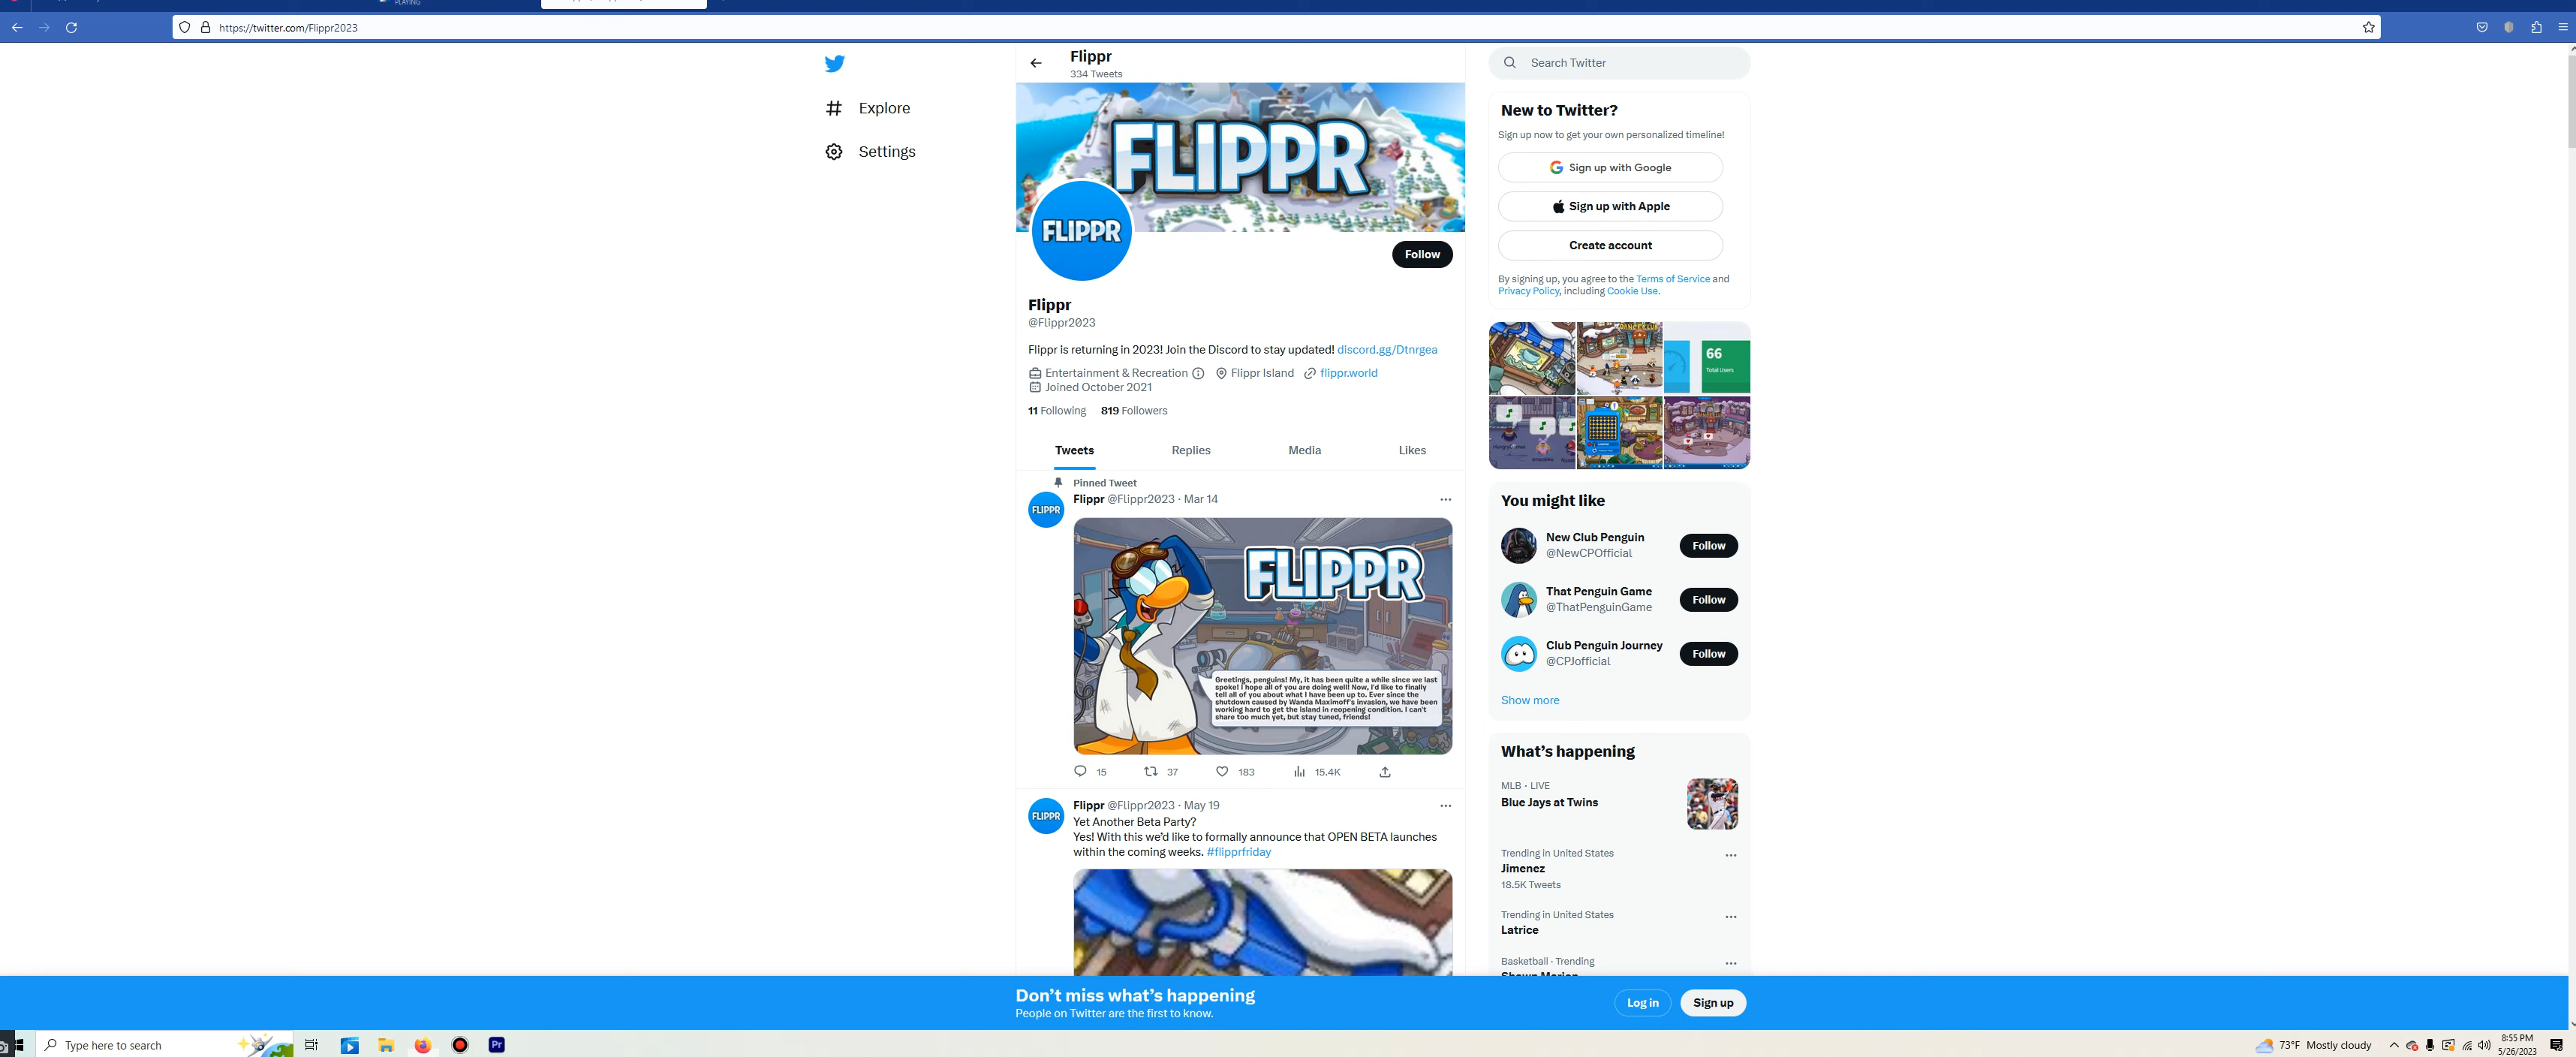 PLAYING
https://twitter.com/Flippr2023
Flippr
334 Tweets
Explore
Settings
FLIPPR
FLIPPR
Follow
Flippr
@Flippr2023
Flippr is returning in 2023! Join the Discord to stay updated! discord.gg/Dtnrgea
Entertainment & Recreation Flippr Island flippr.world
Joined October 2021
11 Following 819 Followers
Tweets Replies Media Likes
Pinned Tweet
Flippr @Flippr2023 · Mar 14
FLIPPR
FLIPPR
Greetings, penguins! My, it has been quite a while since we last
spoke! I hope all of you are doing well! Now, I'd like to finally
tell all of you about what I have been up to. Ever since the
shutdown caused by Wanda Maximoff's invasion, we have been
working hard to get the island in reopening condition. I can't
share too much yet, but stay tuned, friends!
15 37 183 15.4K
Flippr @Flippr2023 · May 19
FLIPPR
Yet Another Beta Party?
Yes! With this we'd like to formally announce that OPEN BETA launches
within the coming weeks. #flipprfriday
Search Twitter
New to Twitter?
Sign up now to get your own personalized timeline!
Sign up with Google
Sign up with Apple
Create account
By signing up, you agree to the Terms of Service and
Privacy Policy, including Cookie Use.
66
Total Users
You might like
New Club Penguin
@NewCPOfficial
Follow
That Penguin Game
@ThatPenguinGame
Follow
Club Penguin Journey
@CPJofficial
Follow
Show more
What's happening
MLB · LIVE
Blue Jays at Twins
Trending in United States
Jimenez
18.5K Tweets
Trending in United States
Latrice
Basketball · Trending
Shawn Marion
Don't miss what's happening
People on Twitter are the first to know.
Log in
Sign up
Type here to search
Pr
73°F Mostly cloudy
8:55 PM
5/26/2023